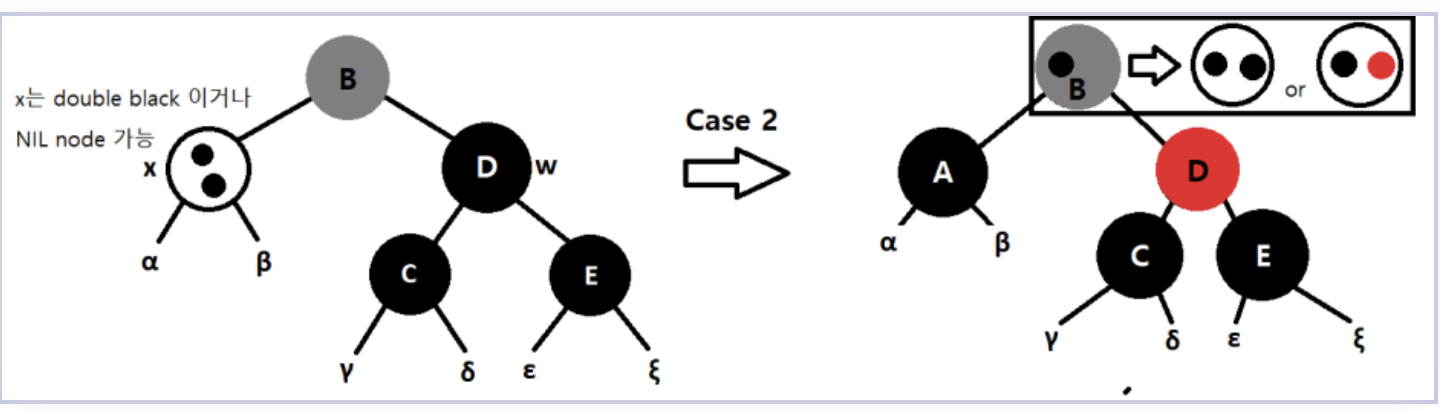 B
x는 double black 이거나
NIL node 가능
x
D w
α β
C E
γ δ ε ξ
Case 2
B or
A D
α β
C E
γ δ ε ξ